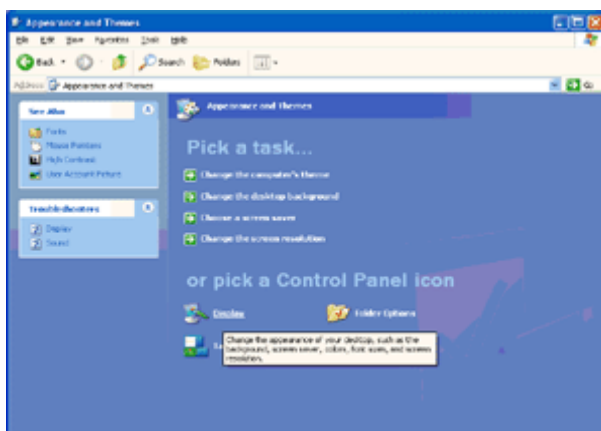 Appearance and Themes
File Edit View Favorites Tools Help
Back Search Folders
Address Appearance and Themes Go
See Also
Fonts
Mouse Pointers
High Contrast
User Account Picture
Troubleshooters
Display
Sound
Appearance and Themes
Pick a task...
Change the computer's theme
Change the desktop background
Choose a screen saver
Change the screen resolution
or pick a Control Panel icon
Display Folder Options
Change the appearance of your desktop, such as the
background, screen saver, colors, font sizes, and screen
resolution.